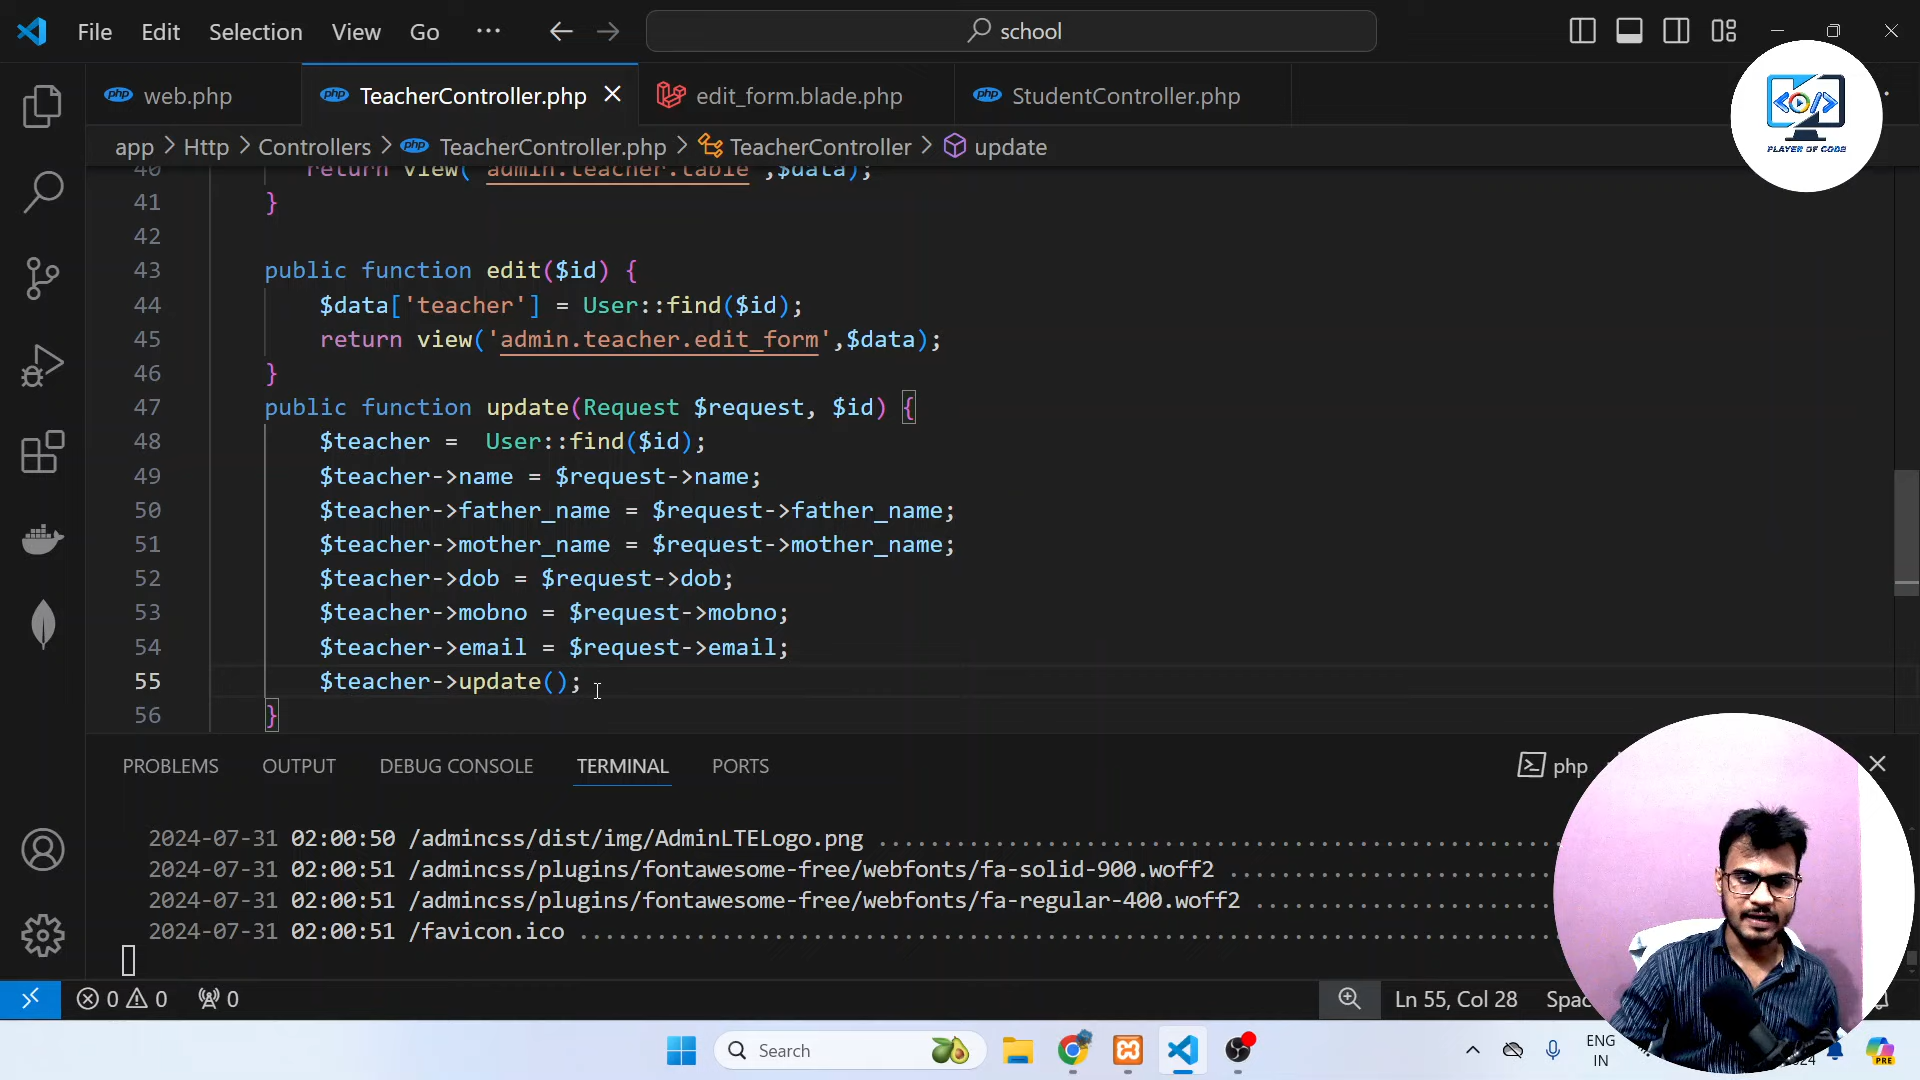 File Edit Selection View Go ··· school
web.php TeacherController.php edit_form.blade.php StudentController.php
PLAYER OF CODE
app > Http > Controllers > TeacherController.php > TeacherController > update
40 return view('admin.teacher.table',$data);
41 }
42
43 public function edit($id) {
44 $data['teacher'] = User::find($id);
45 return view('admin.teacher.edit_form',$data);
46 }
47 public function update(Request $request, $id) {
48 $teacher =  User::find($id);
49 $teacher->name = $request->name;
50 $teacher->father_name = $request->father_name;
51 $teacher->mother_name = $request->mother_name;
52 $teacher->dob = $request->dob;
53 $teacher->mobno = $request->mobno;
54 $teacher->email = $request->email;
55 $teacher->update();
56 }
PROBLEMS OUTPUT DEBUG CONSOLE TERMINAL PORTS php
2024-07-31 02:00:50 /admincss/dist/img/AdminLTELogo.png
2024-07-31 02:00:51 /admincss/plugins/fontawesome-free/webfonts/fa-solid-900.woff2
2024-07-31 02:00:51 /admincss/plugins/fontawesome-free/webfonts/fa-regular-400.woff2
2024-07-31 02:00:51 /favicon.ico
0 0 0 Ln 55, Col 28
Search ENG
IN PRE